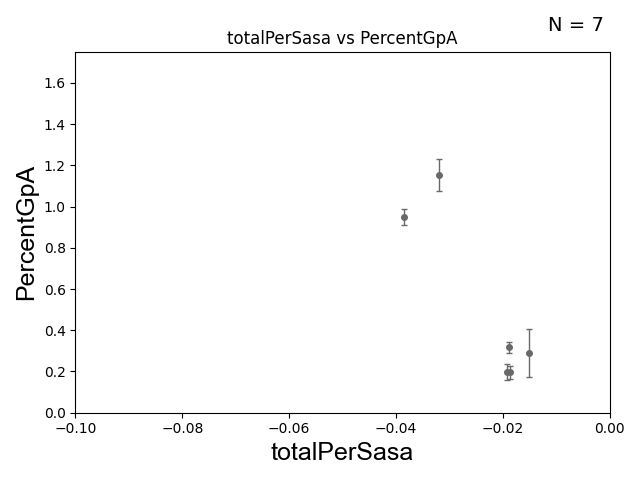 N = 7
totalPerSasa vs PercentGpA
PercentGpA
1.6
1.4
1.2
1.0
0.8
0.6
0.4
0.2
0.0
−0.10 −0.08 −0.06 −0.04 −0.02 0.00
totalPerSasa